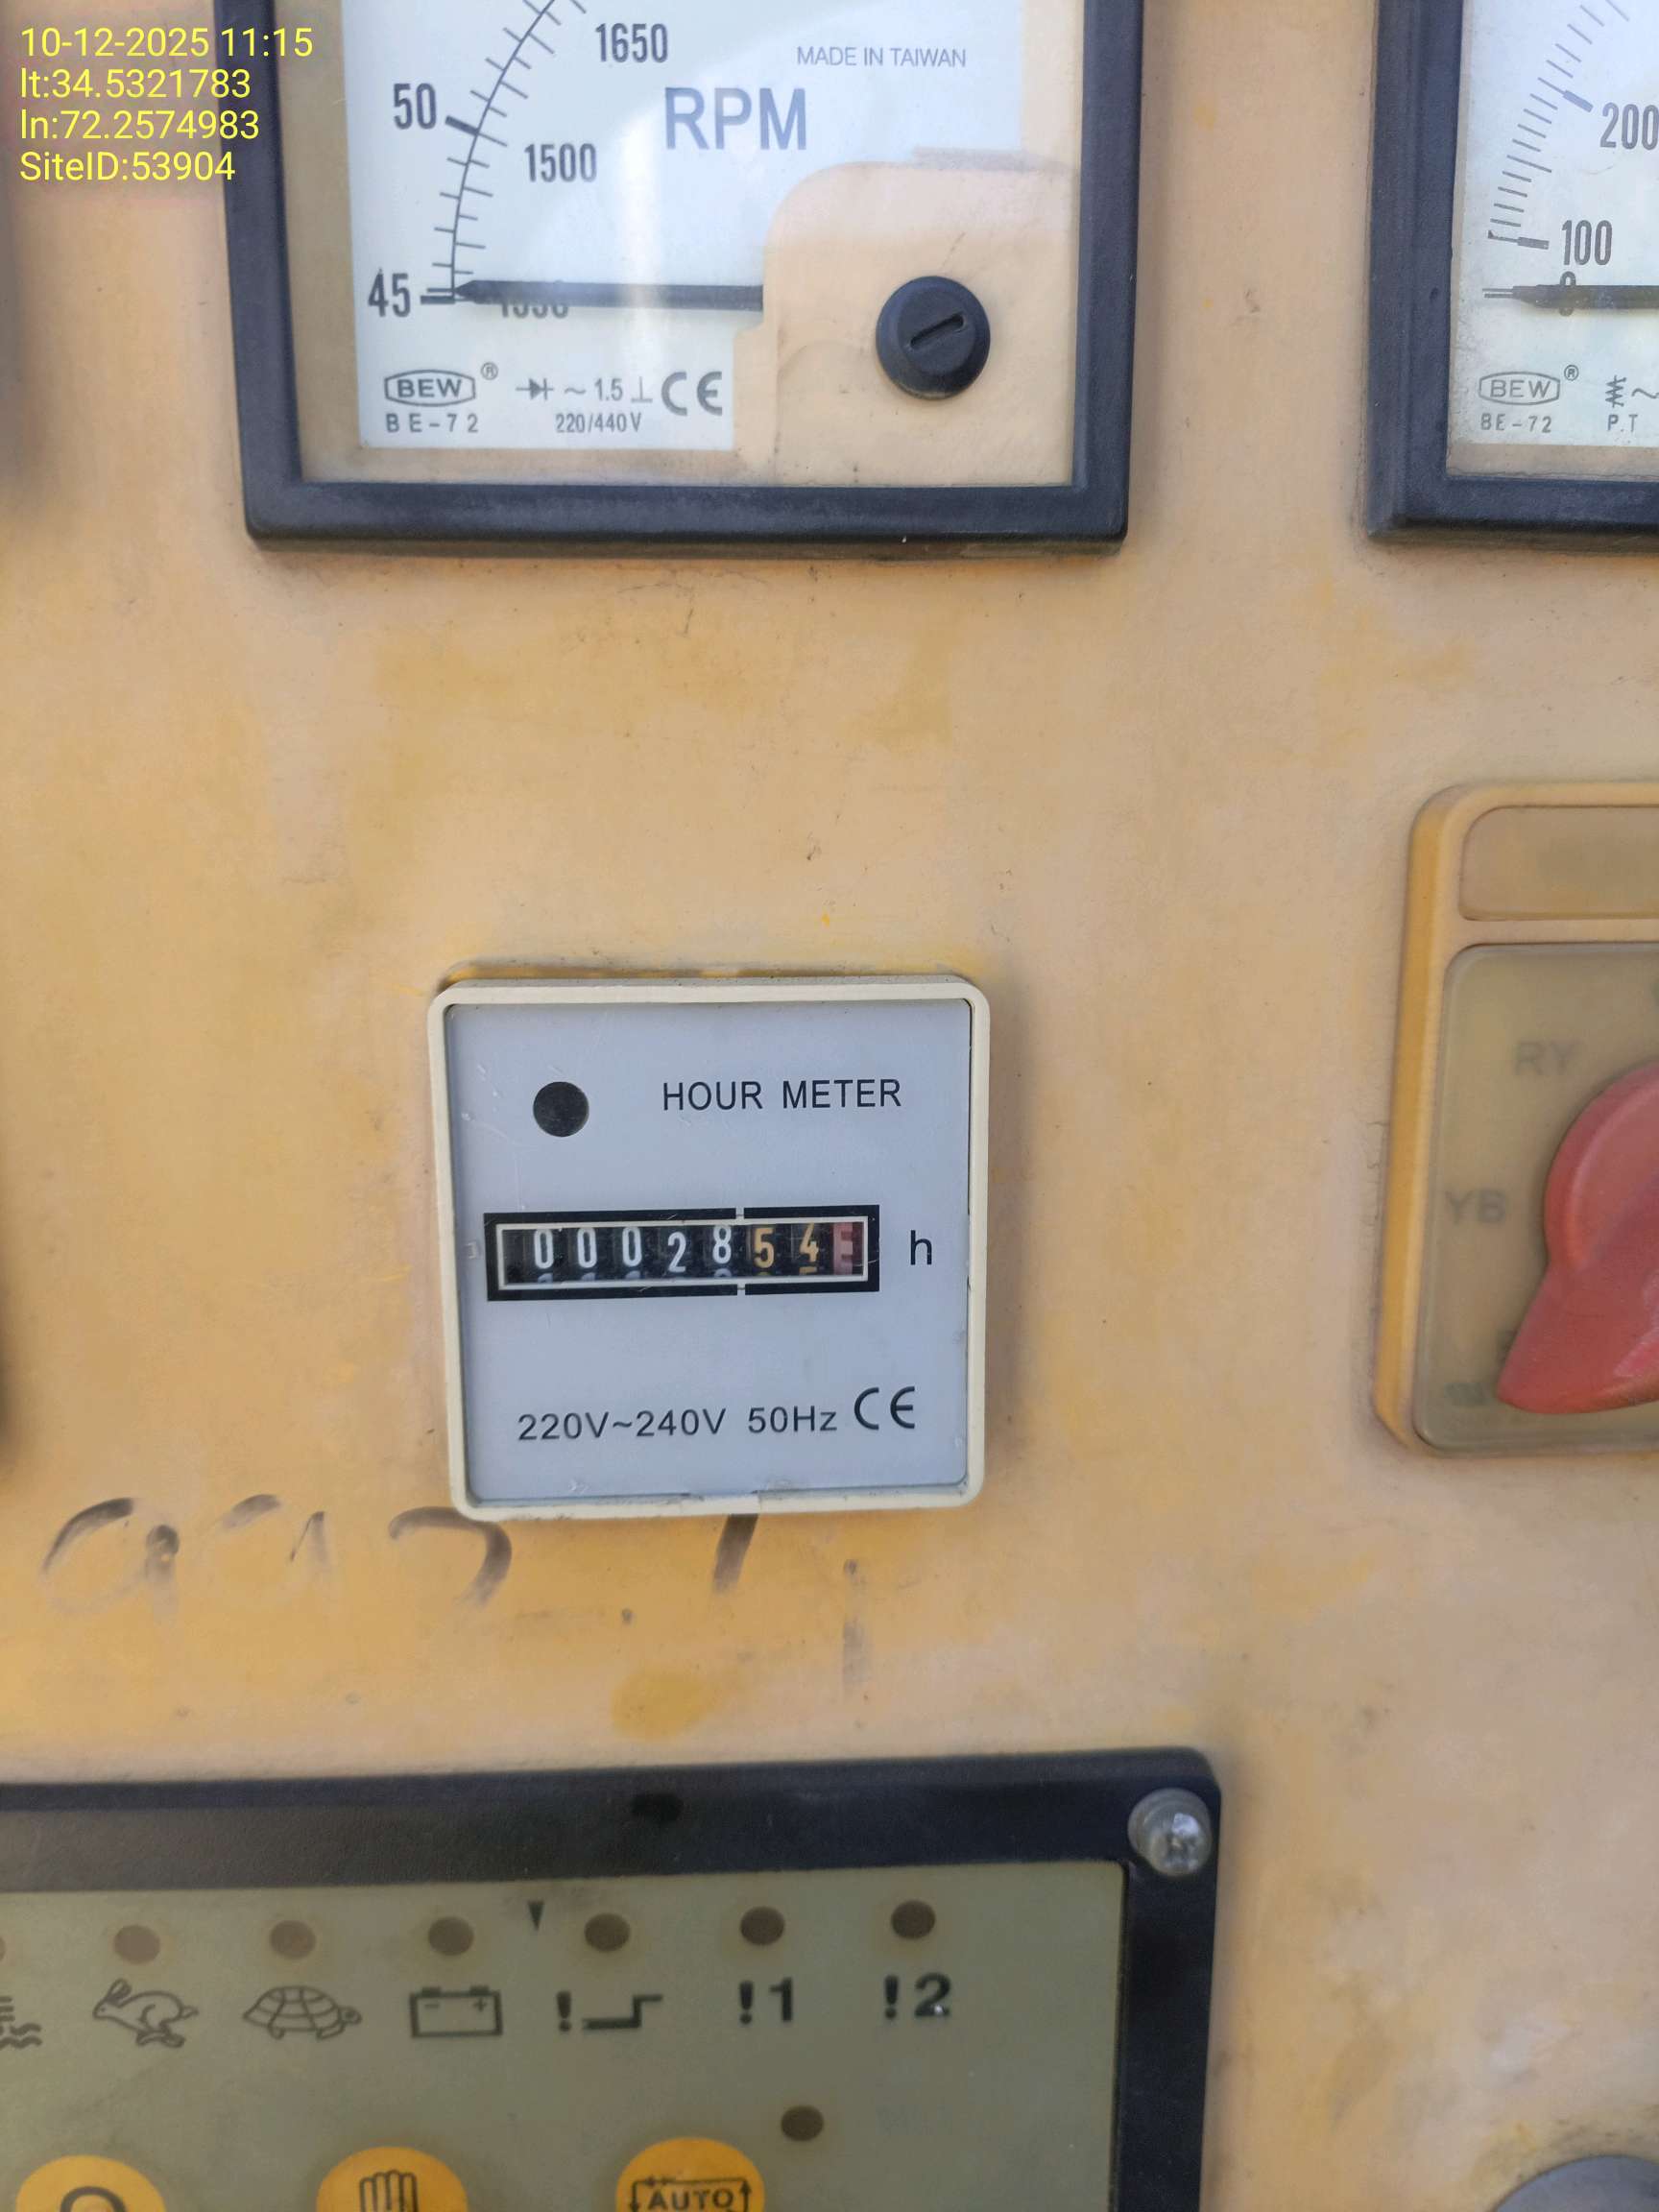 10-12-2025 11:15
lt:34.5321783
ln:72.2574983
SiteID:53904
1650
MADE IN TAIWAN
50
RPM
1500
45
BEW ®
BE-72
~ 1.5 ⊥ CE
220/440V
200
100
0
BEW ®
BE-72
~
P.T
HOUR METER
0002854 h
220V~240V 50Hz CE
RY
YB
!
!1
!2
AUTO